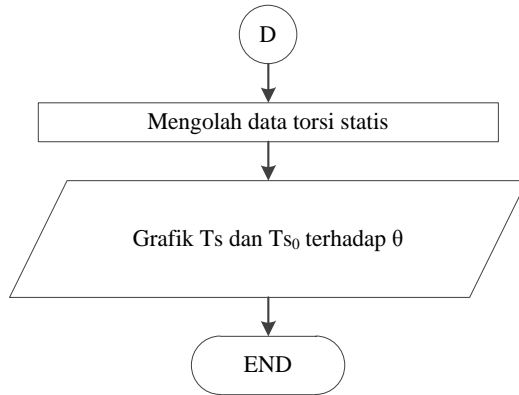 D
Mengolah data torsi statis
Grafik Ts dan Ts₀ terhadap θ
END